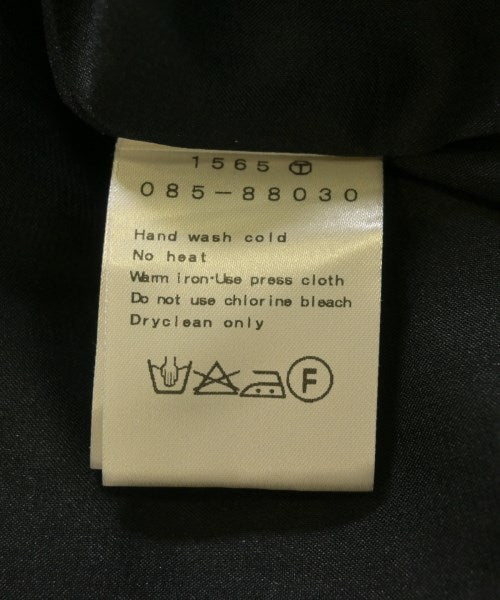 1565 Ⓣ
085-88030
Hand wash cold
No heat
Warm iron·Use press cloth
Do not use chlorine bleach
Dryclean only
F